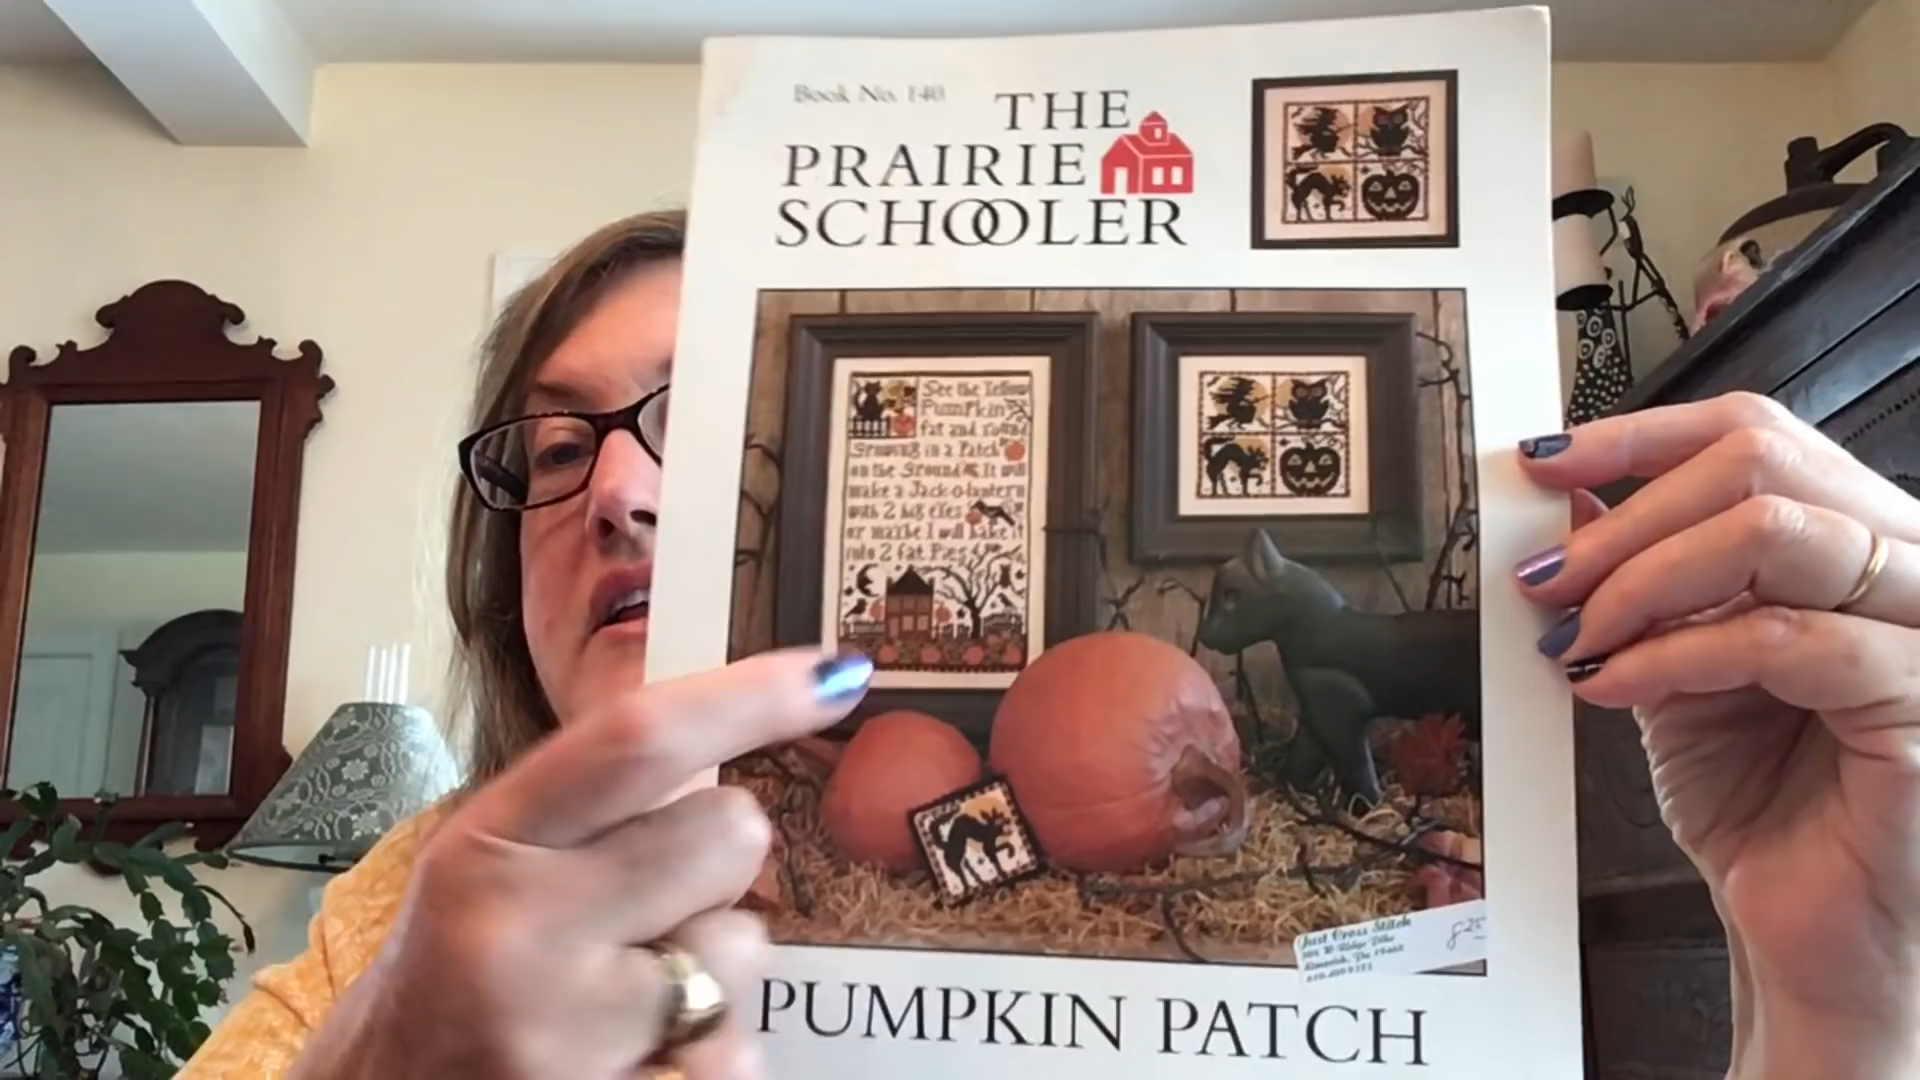 Book No. 140
THE
PRAIRIE
SCHOOLER
See the Yellow
Pumpkin
fat and round
Growing in a Patch
on the Ground It will
make a Jack-o-lantern
with 2 big eyes
or maybe I will bake it
into 2 fat Pies
Just Cross Stitch
8.25
PUMPKIN PATCH